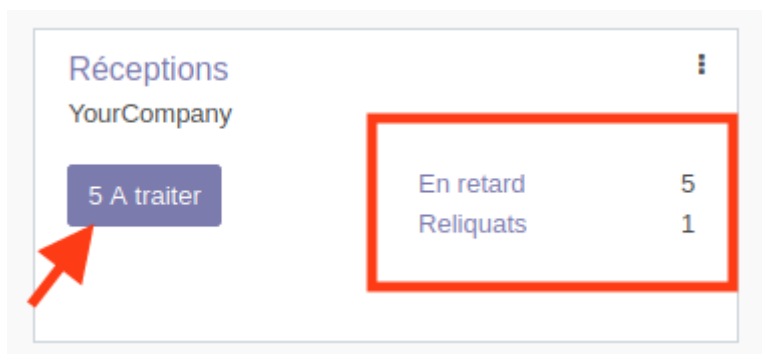 Réceptions
YourCompany
5 A traiter
En retard 5
Reliquats 1